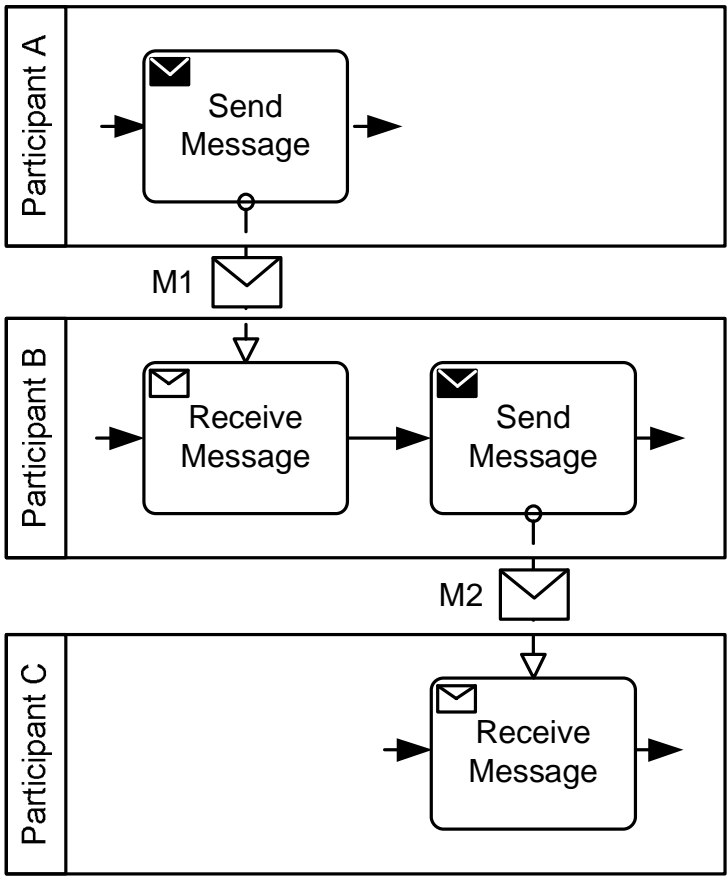 Participant A
Send
Message
M1
Participant B
Receive
Message
Send
Message
M2
Participant C
Receive
Message